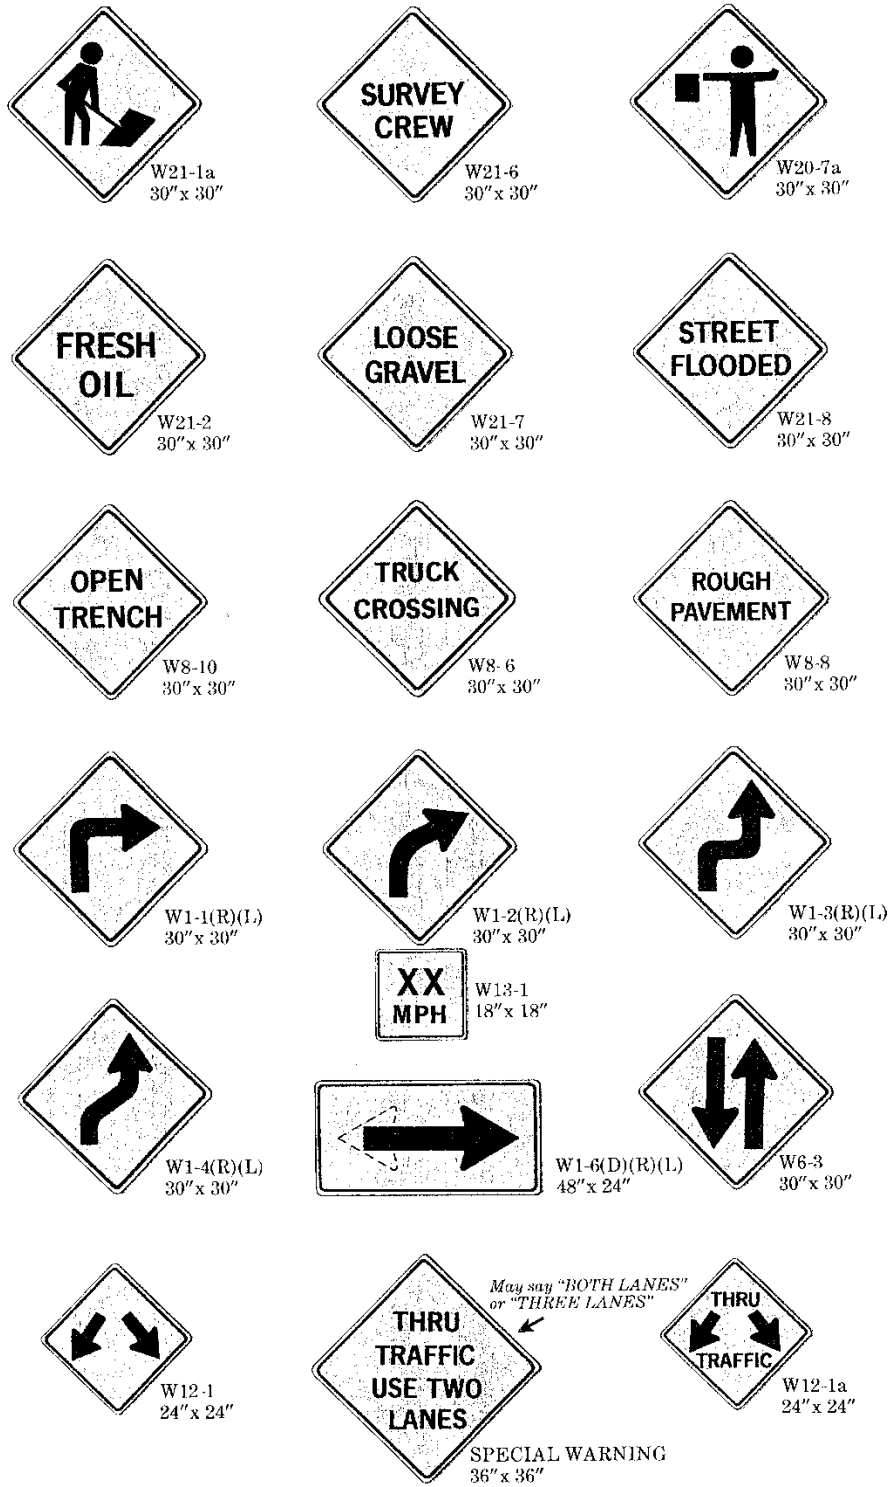 W21-1a
30"x 30"
SURVEY
CREW
W21-6
30"x 30"
W20-7a
30"x 30"
FRESH
OIL
W21-2
30"x 30"
LOOSE
GRAVEL
W21-7
30"x 30"
STREET
FLOODED
W21-8
30"x 30"
OPEN
TRENCH
W8-10
30"x 30"
TRUCK
CROSSING
W8-6
30"x 30"
ROUGH
PAVEMENT
W8-8
30"x 30"
W1-1(R)(L)
30"x 30"
W1-2(R)(L)
30"x 30"
XX
MPH
W13-1
18"x 18"
W1-3(R)(L)
30"x 30"
W1-4(R)(L)
30"x 30"
W1-6(D)(R)(L)
48"x 24"
W6-3
30"x 30"
W12-1
24"x 24"
May say "BOTH LANES"
or "THREE LANES"
THRU
TRAFFIC
USE TWO
LANES
SPECIAL WARNING
36"x 36"
THRU
TRAFFIC
W12-1a
24"x 24"